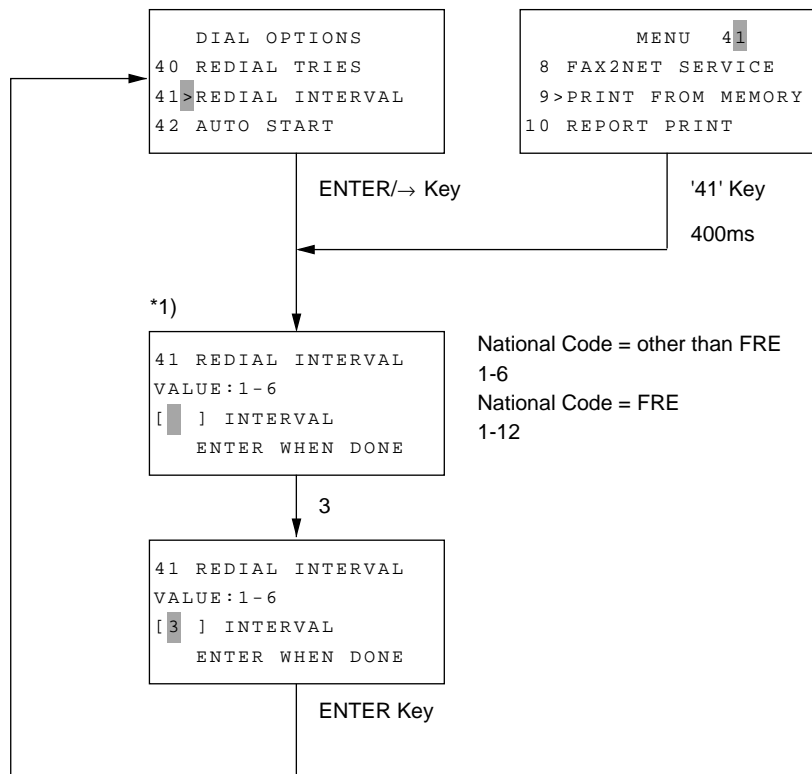 DIAL OPTIONS
40 REDIAL TRIES
41>REDIAL INTERVAL
42 AUTO START
MENU 41
8 FAX2NET SERVICE
9>PRINT FROM MEMORY
10 REPORT PRINT
ENTER/→ Key
'41' Key
400ms
*1)
41 REDIAL INTERVAL
VALUE:1-6
[ ] INTERVAL
ENTER WHEN DONE
National Code = other than FRE
1-6
National Code = FRE
1-12
3
41 REDIAL INTERVAL
VALUE:1-6
[3 ] INTERVAL
ENTER WHEN DONE
ENTER Key